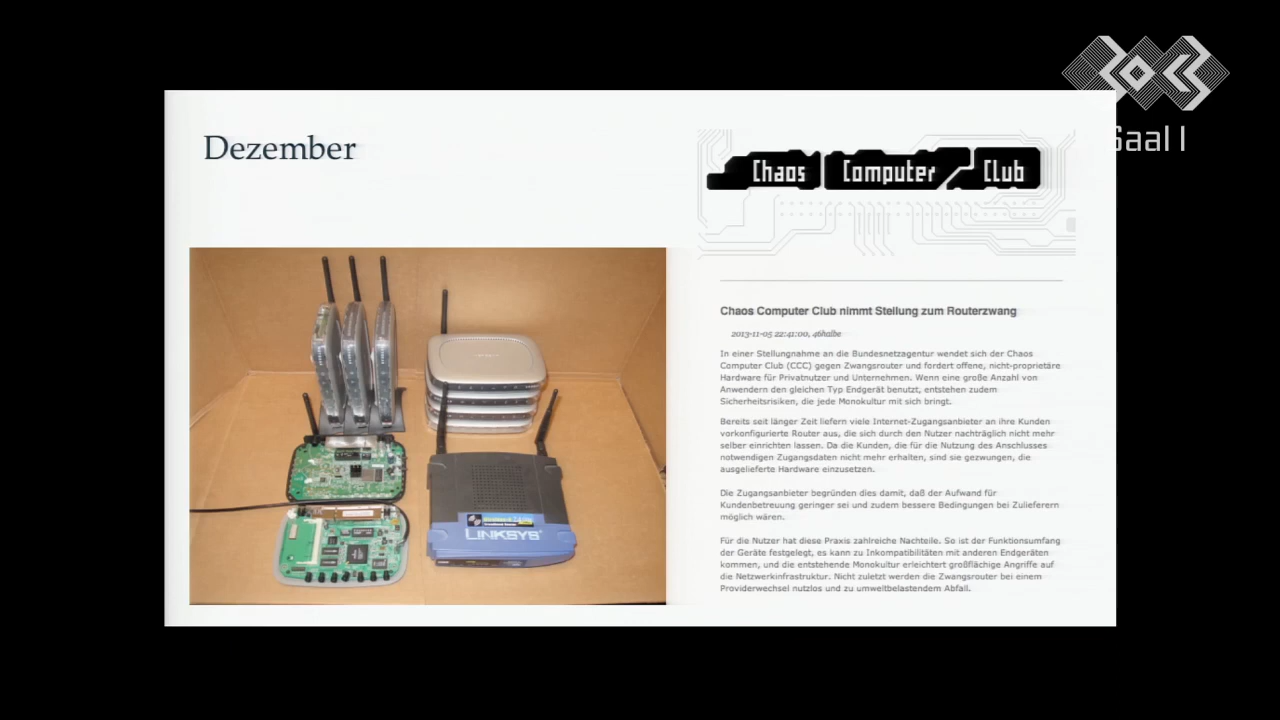 Saal 1
Dezember
Chaos Computer Club
Chaos Computer Club nimmt Stellung zum Routerzwang
2013-11-05 22:41:00, 46halbe
In einer Stellungnahme an die Bundesnetzagentur wendet sich der Chaos
Computer Club (CCC) gegen Zwangsrouter und fordert offene, nicht-proprietäre
Hardware für Privatnutzer und Unternehmen. Wenn eine große Anzahl von
Anwendern den gleichen Typ Endgerät benutzt, entstehen zudem
Sicherheitsrisiken, die jede Monokultur mit sich bringt.
Bereits seit länger Zeit liefern viele Internet-Zugangsanbieter an ihre Kunden
vorkonfigurierte Router aus, die sich durch den Nutzer nachträglich nicht mehr
selber einrichten lassen. Da die Kunden, die für die Nutzung des Anschlusses
notwendigen Zugangsdaten nicht mehr erhalten, sind sie gezwungen, die
ausgelieferte Hardware einzusetzen.
Die Zugangsanbieter begründen dies damit, daß der Aufwand für
Kundenbetreuung geringer sei und zudem bessere Bedingungen bei Zulieferern
möglich wären.
Für die Nutzer hat diese Praxis zahlreiche Nachteile. So ist der Funktionsumfang
der Geräte festgelegt, es kann zu Inkompatibilitäten mit anderen Endgeräten
kommen, und die entstehende Monokultur erleichtert großflächige Angriffe auf
die Netzwerkinfrastruktur. Nicht zuletzt werden die Zwangsrouter bei einem
Providerwechsel nutzlos und zu umweltbelastendem Abfall.
LINKSYS